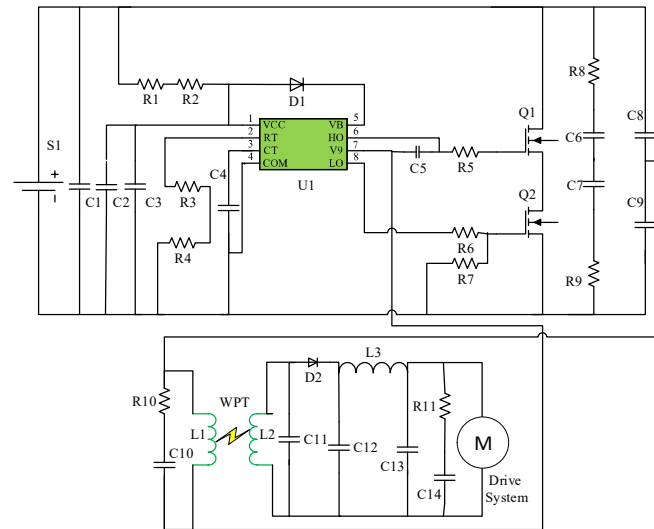 R8
R1 R2
D1
Q1
C6
C8
S1
+
−
1 VCC VB 5
2 RT HO 6
3 CT V9 7
4 COM LO 8
U1
C4
C5
R5
C1 C2 C3
R3
C7
Q2
C9
R4
R6
R7
R9
L3
D2
WPT
R10
L1
L2
C11
C12
R11
M
C10
C13
C14
Drive
System